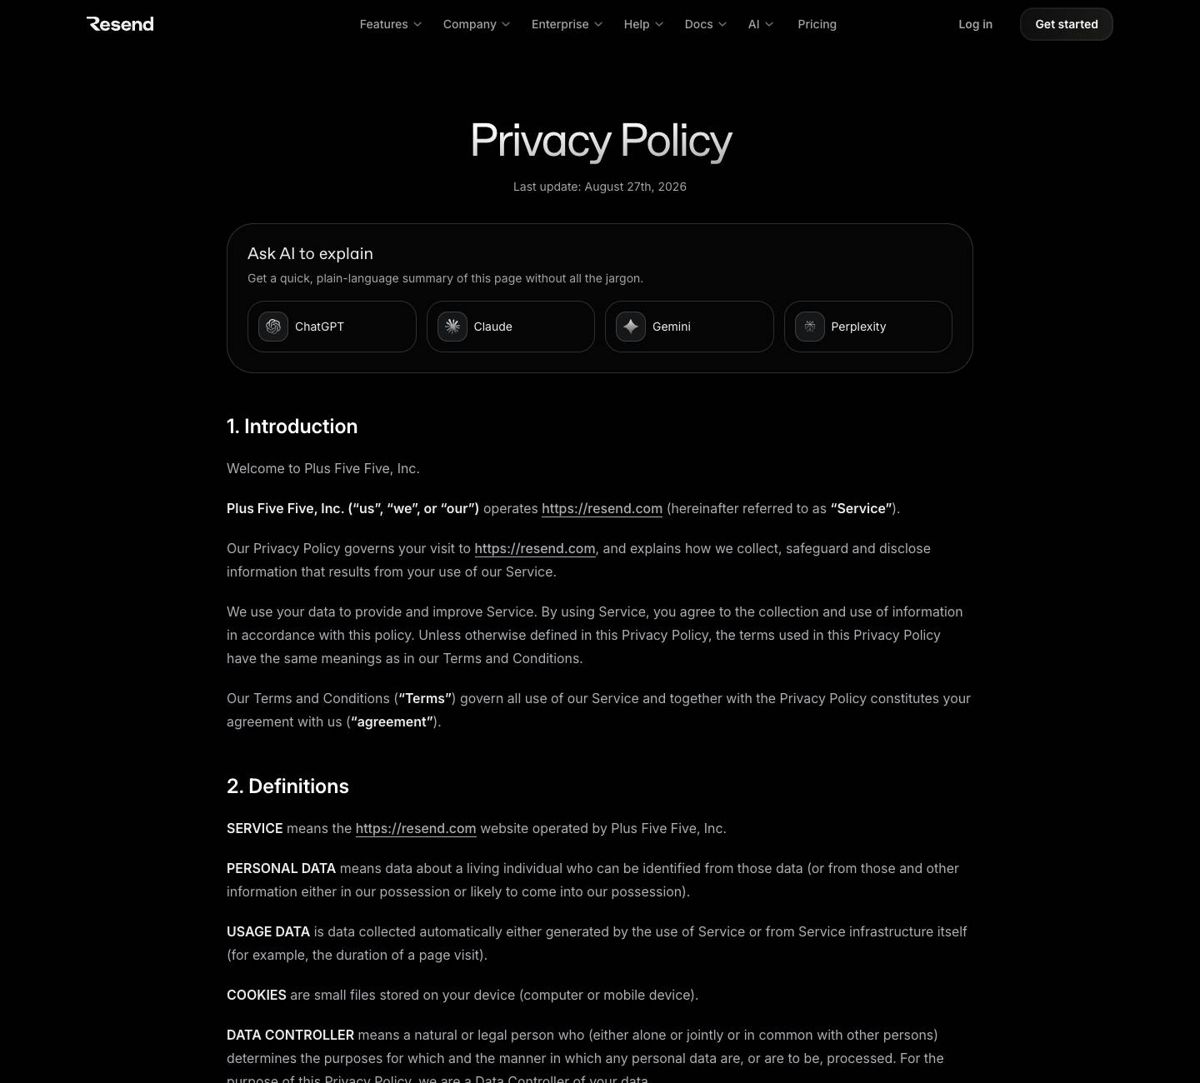 Resend
Features
Company
Enterprise
Help
Docs
AI
Pricing
Log in
Get started
Privacy Policy
Last update: August 27th, 2026
Ask AI to explain
Get a quick, plain-language summary of this page without all the jargon.
ChatGPT
Claude
Gemini
Perplexity
1. Introduction
Welcome to Plus Five Five, Inc.
Plus Five Five, Inc. (“us”, “we”, or “our”) operates https://resend.com (hereinafter referred to as “Service”).
Our Privacy Policy governs your visit to https://resend.com, and explains how we collect, safeguard and disclose
information that results from your use of our Service.
We use your data to provide and improve Service. By using Service, you agree to the collection and use of information
in accordance with this policy. Unless otherwise defined in this Privacy Policy, the terms used in this Privacy Policy
have the same meanings as in our Terms and Conditions.
Our Terms and Conditions (“Terms”) govern all use of our Service and together with the Privacy Policy constitutes your
agreement with us (“agreement”).
2. Definitions
SERVICE means the https://resend.com website operated by Plus Five Five, Inc.
PERSONAL DATA means data about a living individual who can be identified from those data (or from those and other
information either in our possession or likely to come into our possession).
USAGE DATA is data collected automatically either generated by the use of Service or from Service infrastructure itself
(for example, the duration of a page visit).
COOKIES are small files stored on your device (computer or mobile device).
DATA CONTROLLER means a natural or legal person who (either alone or jointly or in common with other persons)
determines the purposes for which and the manner in which any personal data are, or are to be, processed. For the
purpose of this Privacy Policy, we are a Data Controller of your data.